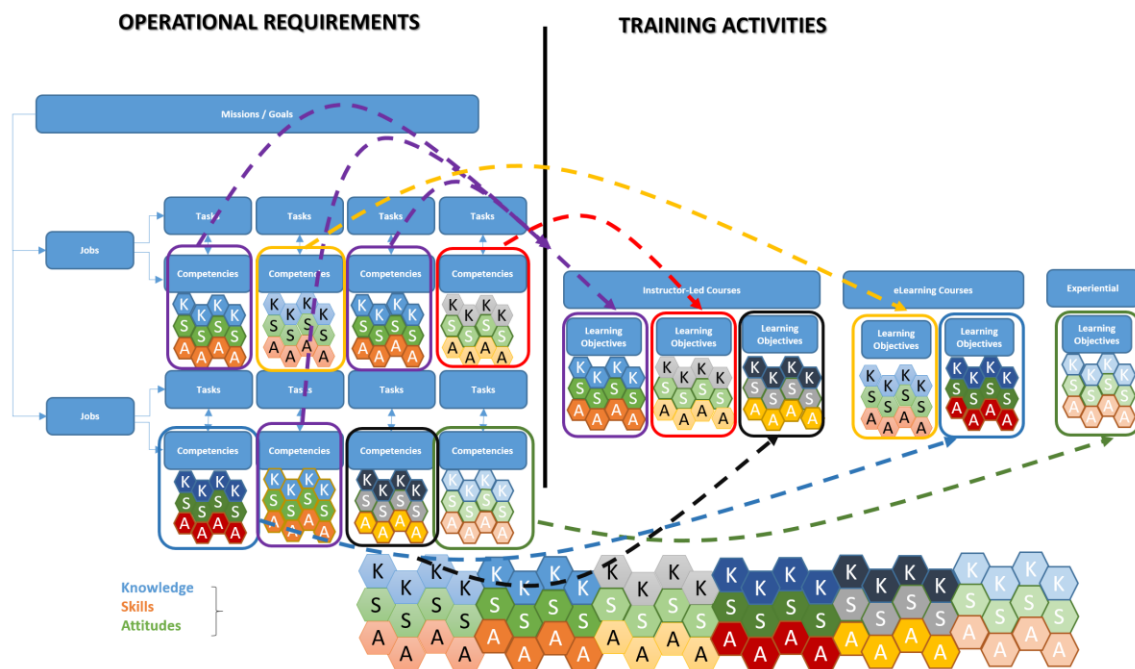 OPERATIONAL REQUIREMENTS
TRAINING ACTIVITIES
Missions / Goals
Tasks Tasks Tasks Tasks
Jobs
Competencies Competencies Competencies Competencies
K K K K K K K K K K K K K K K K
S S S S S S S S S S S S S S S S
A A A A A A A A A A A A A A A A
Tasks Tasks Tasks Tasks
Jobs
Competencies Competencies Competencies Competencies
K K K K K K K K K K K K K K K K
S S S S S S S S S S S S S S S S
A A A A A A A A A A A A A A A A
Instructor-Led Courses
eLearning Courses
Experiential
Learning Learning Learning Learning Learning Learning
Objectives Objectives Objectives Objectives Objectives Objectives
K K K K K K K K K K K K K K K K K K K K K K K K
S S S S S S S S S S S S S S S S S S S S S S S S
A A A A A A A A A A A A A A A A A A A A A A A A
Knowledge
Skills
Attitudes
K K K K K K K K K K K K K K K K K K K K K K K K
S S S S S S S S S S S S S S S S S S S S S S S S
A A A A A A A A A A A A A A A A A A A A A A A A